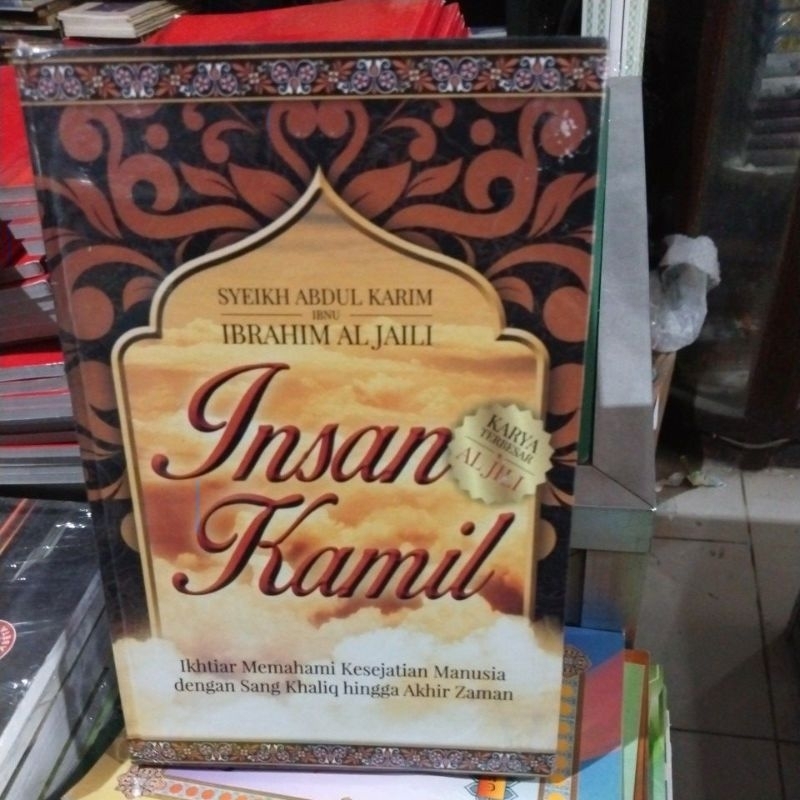 SYEIKH ABDUL KARIM
IBNU
IBRAHIM AL JAILI
Insan
Kamil
KARYA
TERBESAR
AL JILI
Ikhtiar Memahami Kesejatian Manusia
dengan Sang Khaliq hingga Akhir Zaman